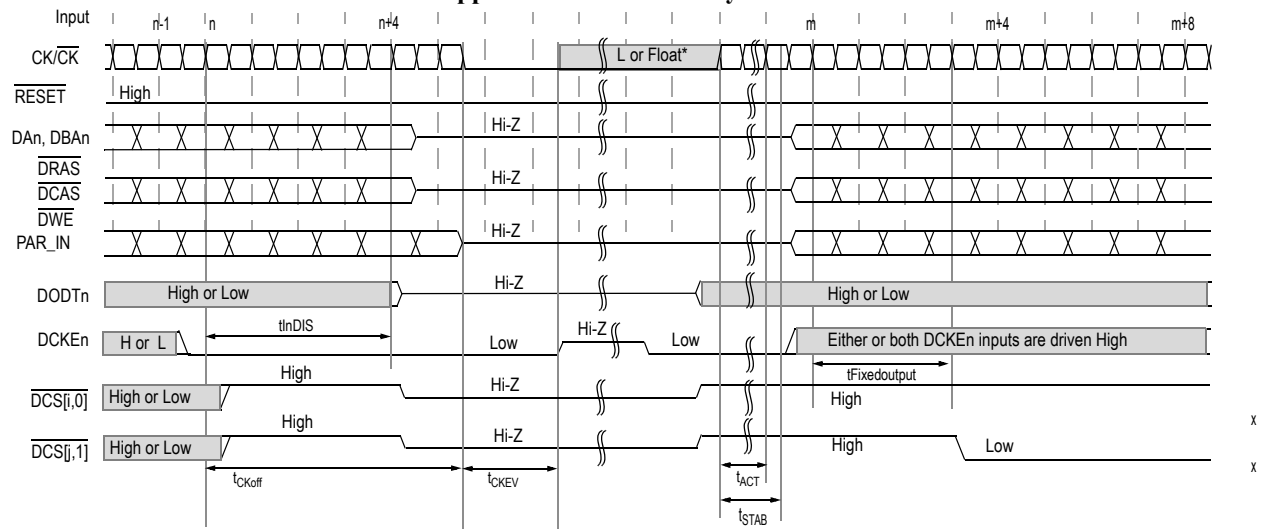 Input n-1 n n+4 m m+4 m+8
CK/CK L or Float*
RESET High
DAn, DBAn Hi-Z
DRAS
DCAS Hi-Z
DWE
PAR_IN Hi-Z
DODTn High or Low Hi-Z High or Low
tInDIS
DCKEn H or L Low Hi-Z Low Either or both DCKEn inputs are driven High
tFixedoutput
DCS[i,0] High or Low High Hi-Z High
x
DCS[j,1] High or Low High Hi-Z High Low
x
tCKoff tCKEV tACT
tSTAB